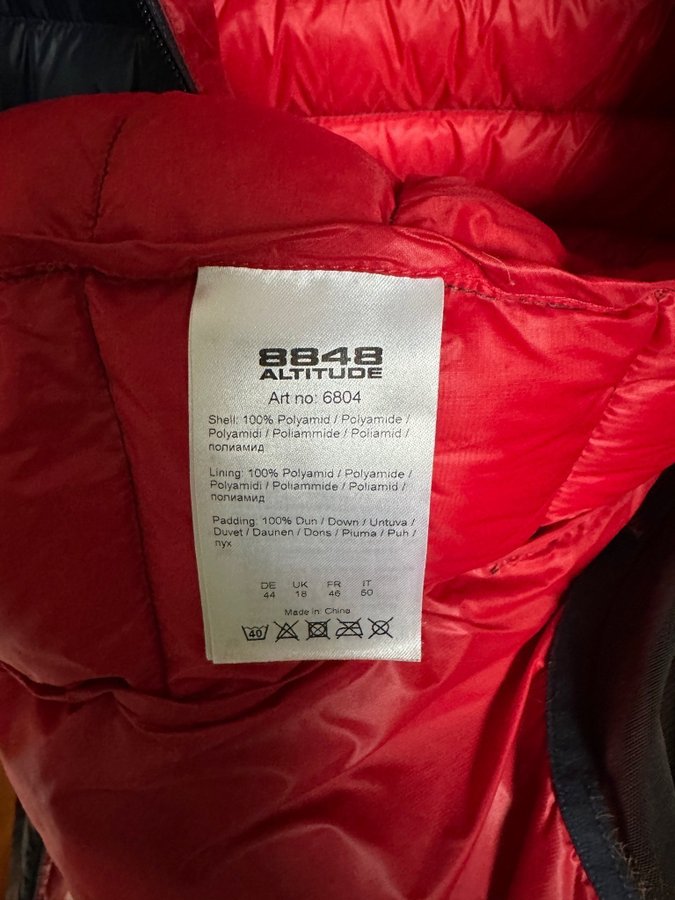 8848
ALTITUDE
Art no: 6804
Shell: 100% Polyamid / Polyamide /
Polyamidi / Poliammide / Poliamid /
полиамид
Lining: 100% Polyamid / Polyamide /
Polyamidi / Poliammide / Poliamid /
полиамид
Padding: 100% Dun / Down / Untuva /
Duvet / Daunen / Dons / Piuma / Puh /
пух
DE UK FR IT
44 18 46 50
Made in: China
40